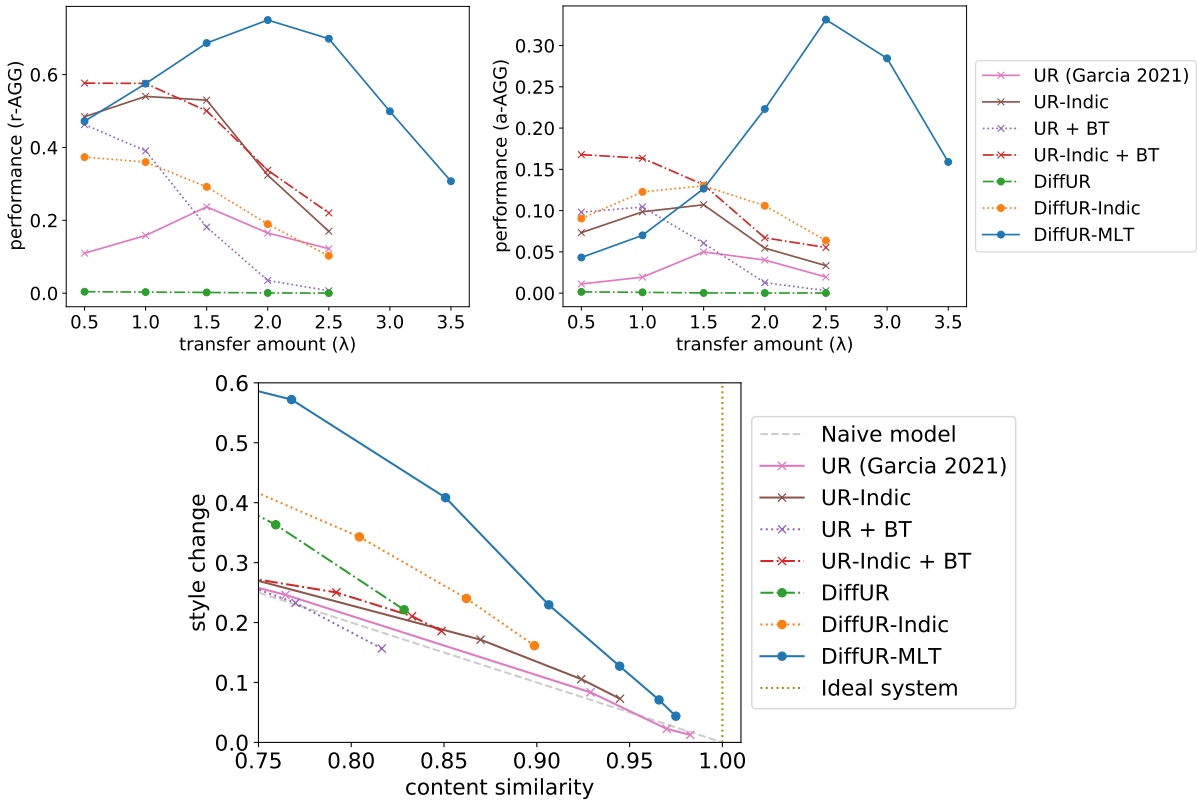 performance (r-AGG)
0.6
0.4
0.2
0.0
0.5 1.0 1.5 2.0 2.5 3.0 3.5
transfer amount (λ)
performance (a-AGG)
0.30
0.25
0.20
0.15
0.10
0.05
0.00
0.5 1.0 1.5 2.0 2.5 3.0 3.5
transfer amount (λ)
UR (Garcia 2021)
UR-Indic
UR + BT
UR-Indic + BT
DiffUR
DiffUR-Indic
DiffUR-MLT
style change
0.6
0.5
0.4
0.3
0.2
0.1
0.0
0.75 0.80 0.85 0.90 0.95 1.00
content similarity
Naive model
UR (Garcia 2021)
UR-Indic
UR + BT
UR-Indic + BT
DiffUR
DiffUR-Indic
DiffUR-MLT
Ideal system